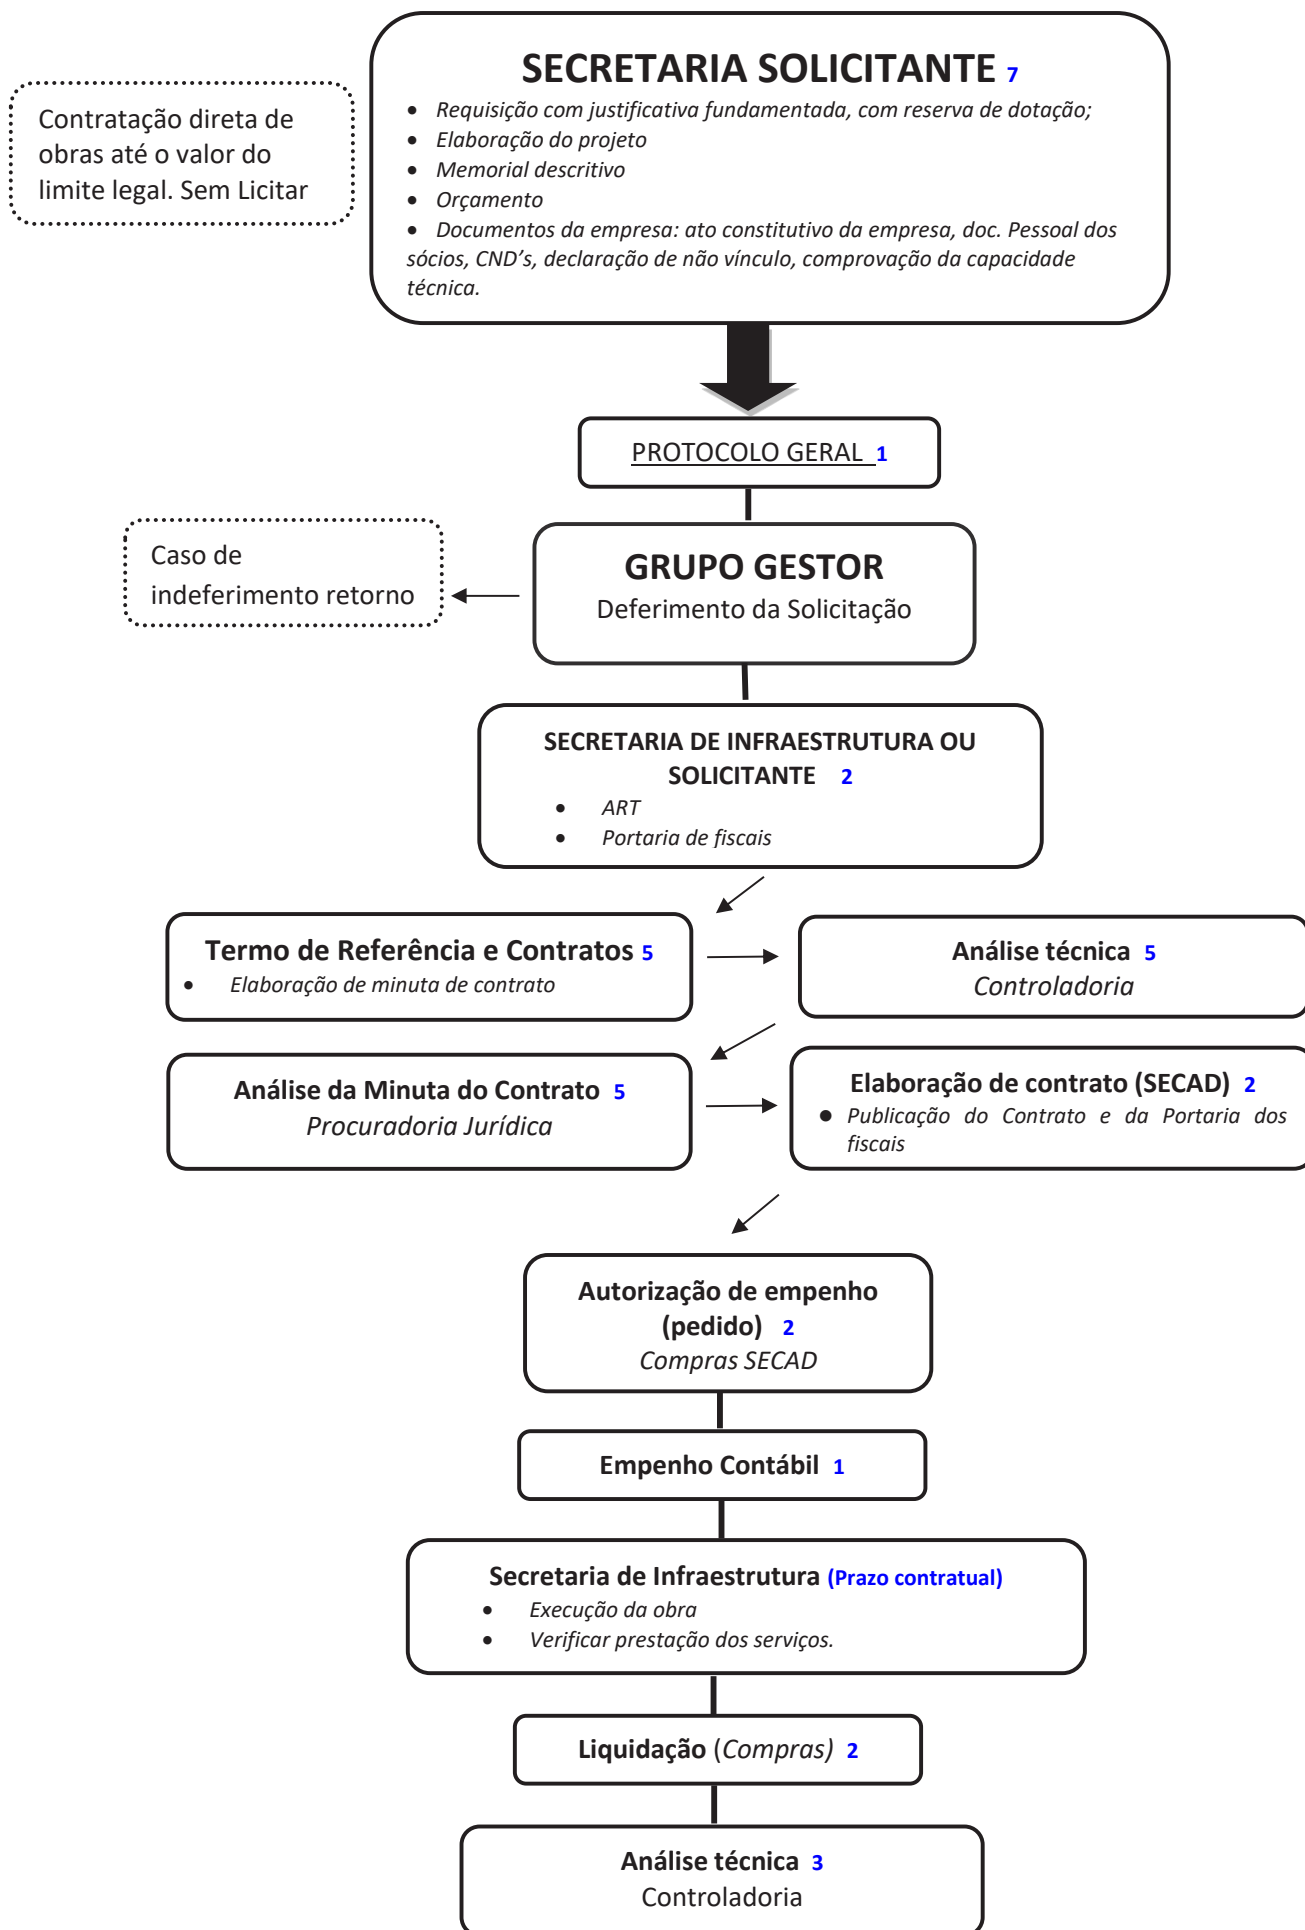 SECRETARIA SOLICITANTE 7
• Requisição com justificativa fundamentada, com reserva de dotação;
• Elaboração do projeto
• Memorial descritivo
• Orçamento
• Documentos da empresa: ato constitutivo da empresa, doc. Pessoal dos
sócios, CND's, declaração de não vínculo, comprovação da capacidade
técnica.
Contratação direta de
obras até o valor do
limite legal. Sem Licitar
PROTOCOLO GERAL 1
GRUPO GESTOR
Deferimento da Solicitação
Caso de
indeferimento retorno
SECRETARIA DE INFRAESTRUTURA OU
SOLICITANTE 2
• ART
• Portaria de fiscais
Termo de Referência e Contratos 5
• Elaboração de minuta de contrato
Análise técnica 5
Controladoria
Análise da Minuta do Contrato 5
Procuradoria Jurídica
Elaboração de contrato (SECAD) 2
• Publicação do Contrato e da Portaria dos
fiscais
Autorização de empenho
(pedido) 2
Compras SECAD
Empenho Contábil 1
Secretaria de Infraestrutura (Prazo contratual)
• Execução da obra
• Verificar prestação dos serviços.
Liquidação (Compras) 2
Análise técnica 3
Controladoria